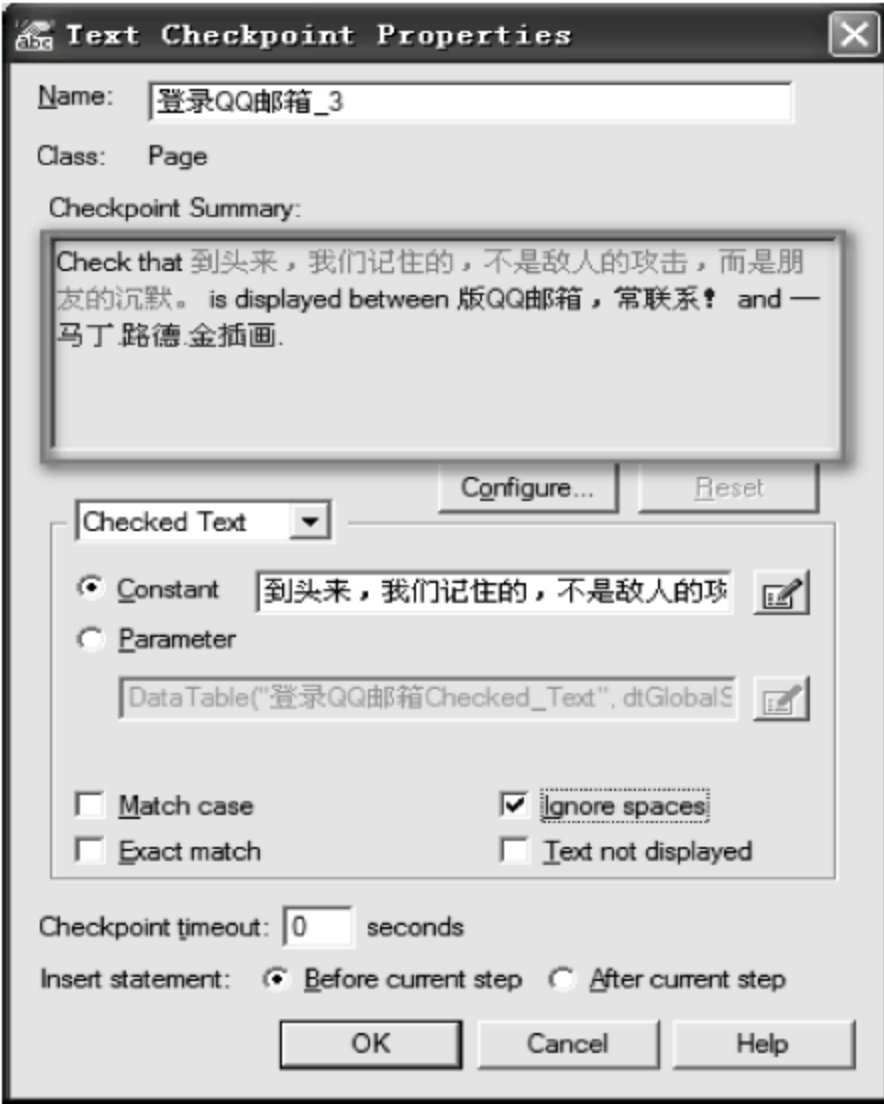 Text Checkpoint Properties
Name: 登录QQ邮箱_3
Class: Page
Checkpoint Summary:
Check that 到头来，我们记住的，不是敌人的攻击，而是朋
友的沉默。 is displayed between 版QQ邮箱，常联系！ and —
马丁.路德.金插画.
Configure... Reset
Checked Text
Constant 到头来，我们记住的，不是敌人的攻
Parameter
DataTable("登录QQ邮箱Checked_Text", dtGlobalS
Match case Ignore spaces
Exact match Text not displayed
Checkpoint timeout: 0 seconds
Insert statement: Before current step After current step
OK Cancel Help